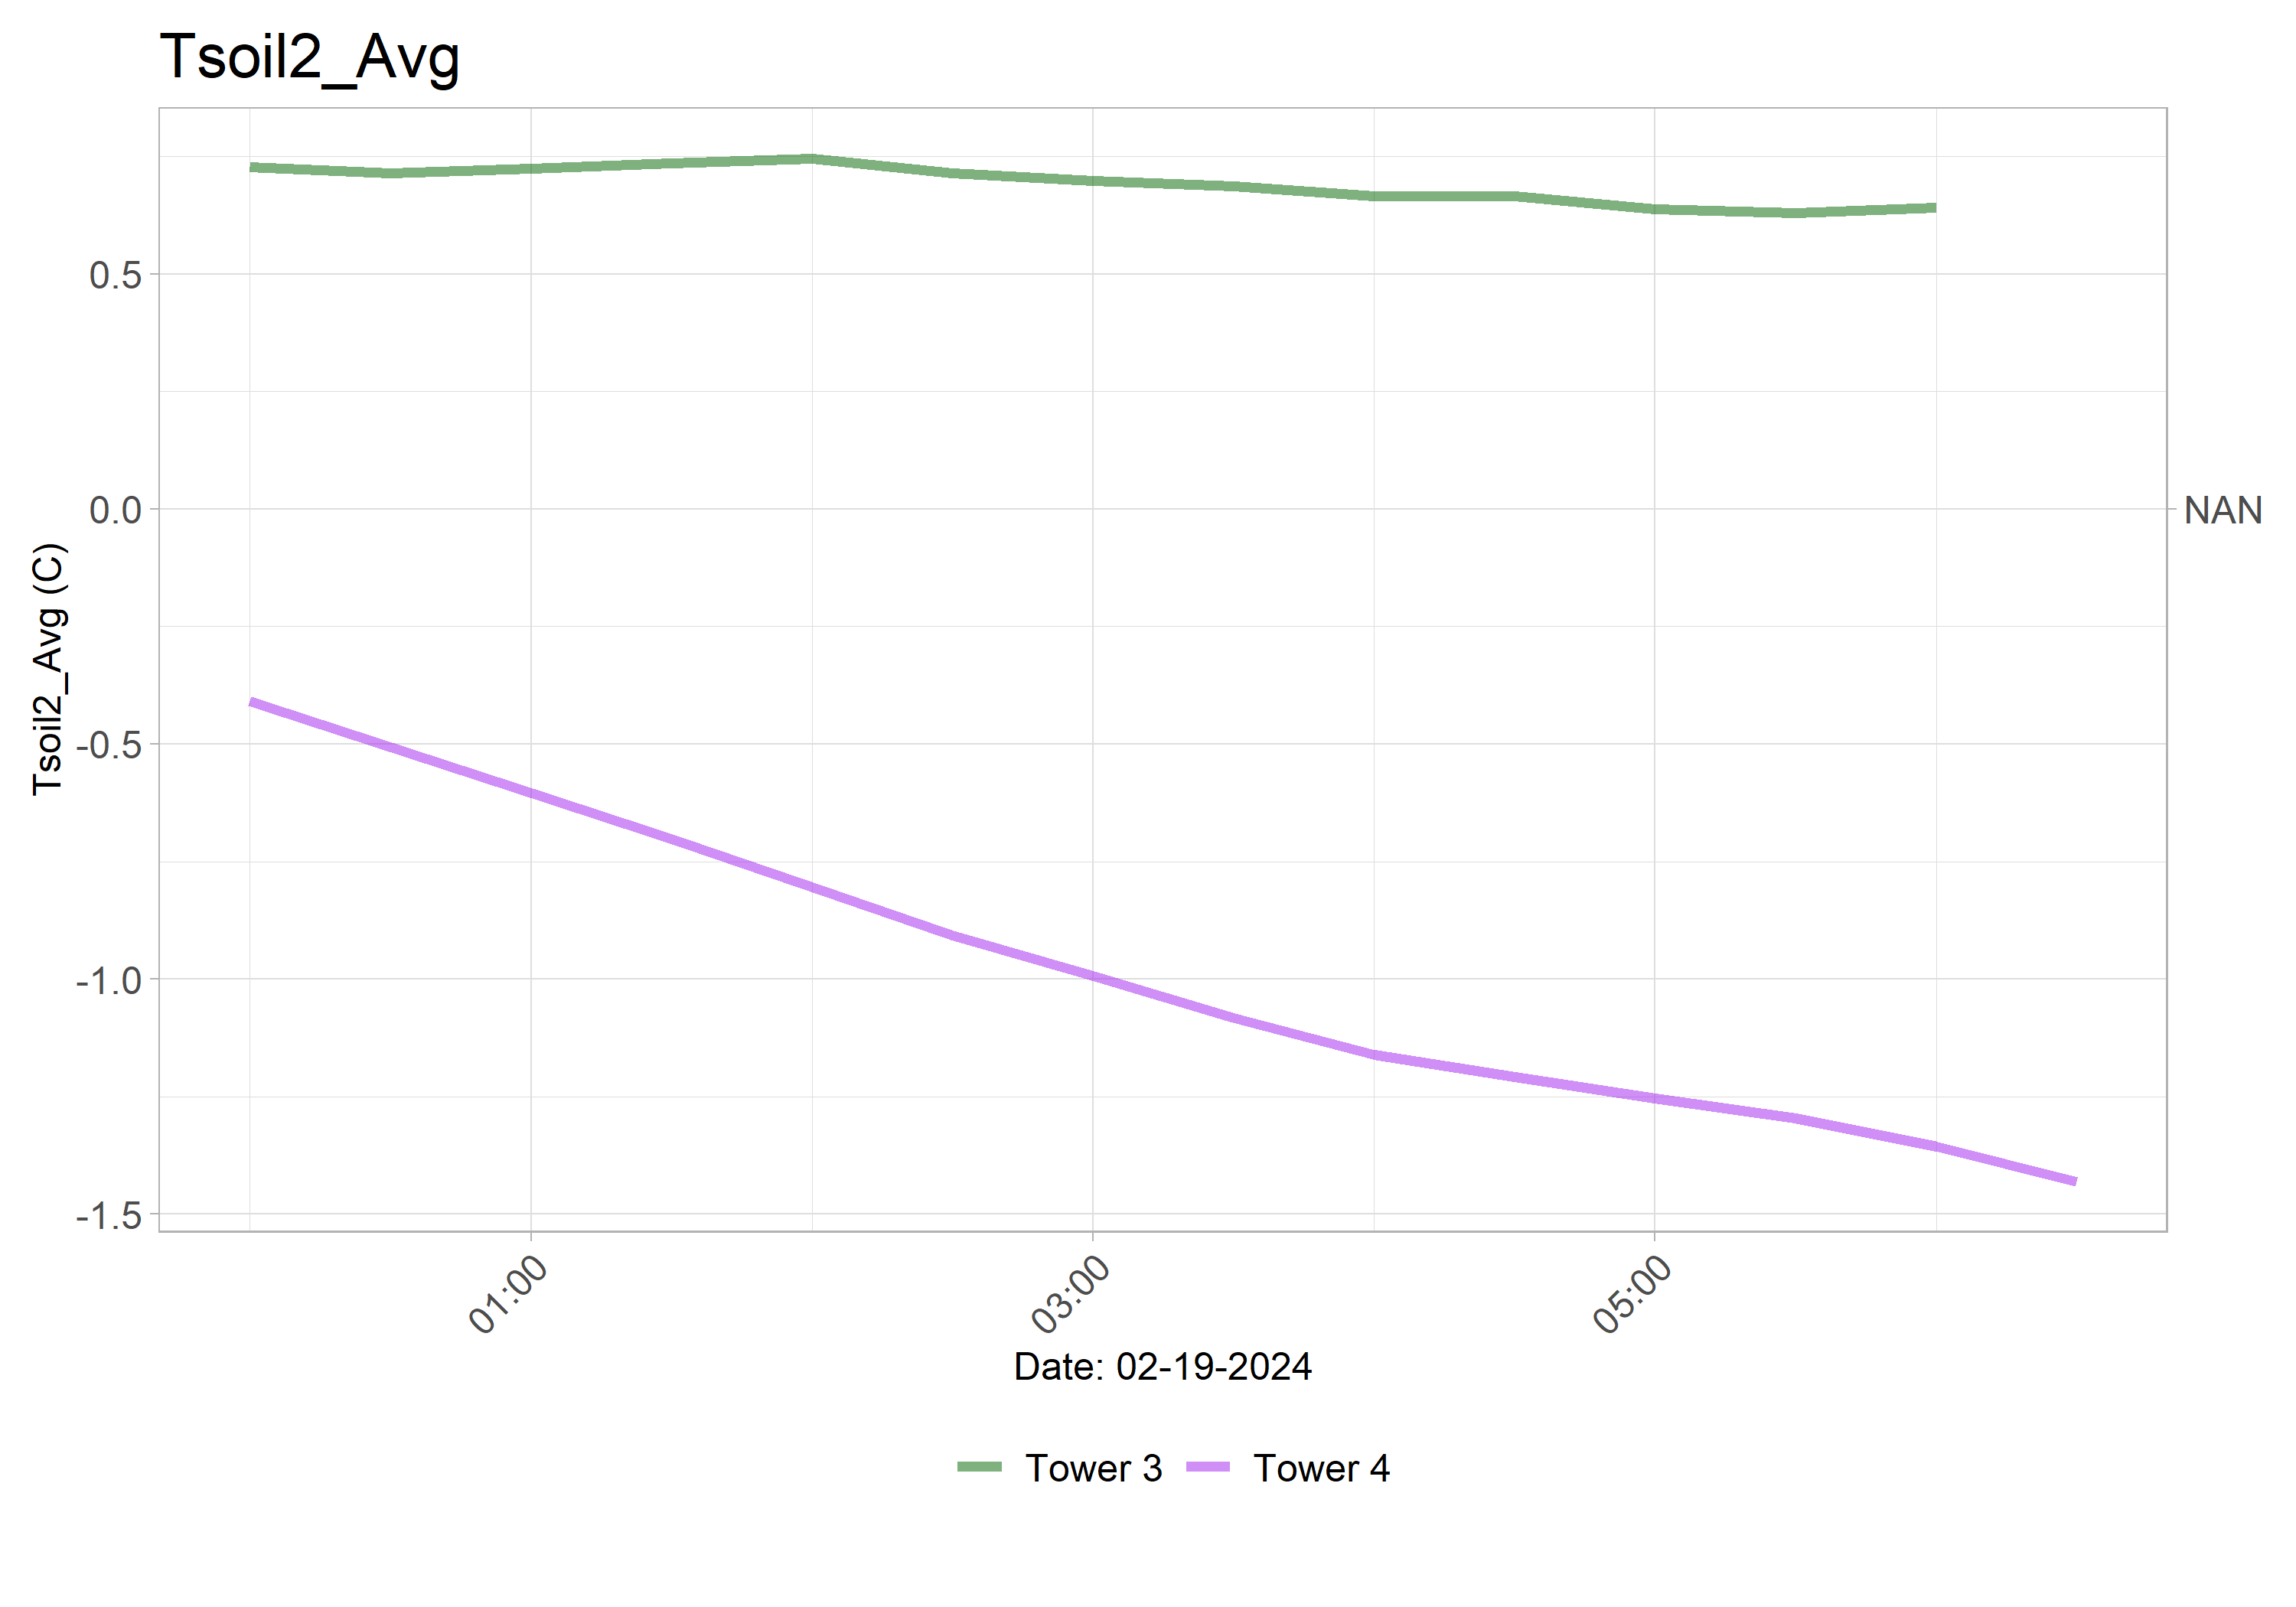 Tsoil2_Avg
Tsoil2_Avg (C)
0.5
0.0
-0.5
-1.0
-1.5
NAN
01:00
03:00
05:00
Date: 02-19-2024
Tower 3
Tower 4